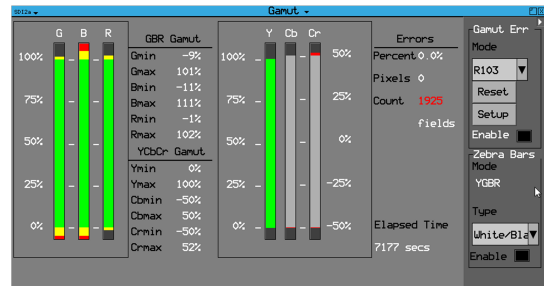 SDI2a
Gamut
G B R
GBR Gamut
Gmin -9%
Gmax 101%
Bmin -11%
Bmax 111%
Rmin -1%
Rmax 102%
YCbCr Gamut
Ymin 0%
Ymax 100%
Cbmin -50%
Cbmax 50%
Crmin -50%
Crmax 52%
100%
75%
50%
25%
0%
Y Cb Cr
100% 50%
75% 25%
50% 0%
25% -25%
0% -50%
Errors
Percent 0.0%
Pixels 0
Count 1925
fields
Elapsed Time
7177 secs
Gamut Err
Mode
R103
Reset
Setup
Enable
Zebra Bars
Mode
YGBR
Type
White/Bla
Enable